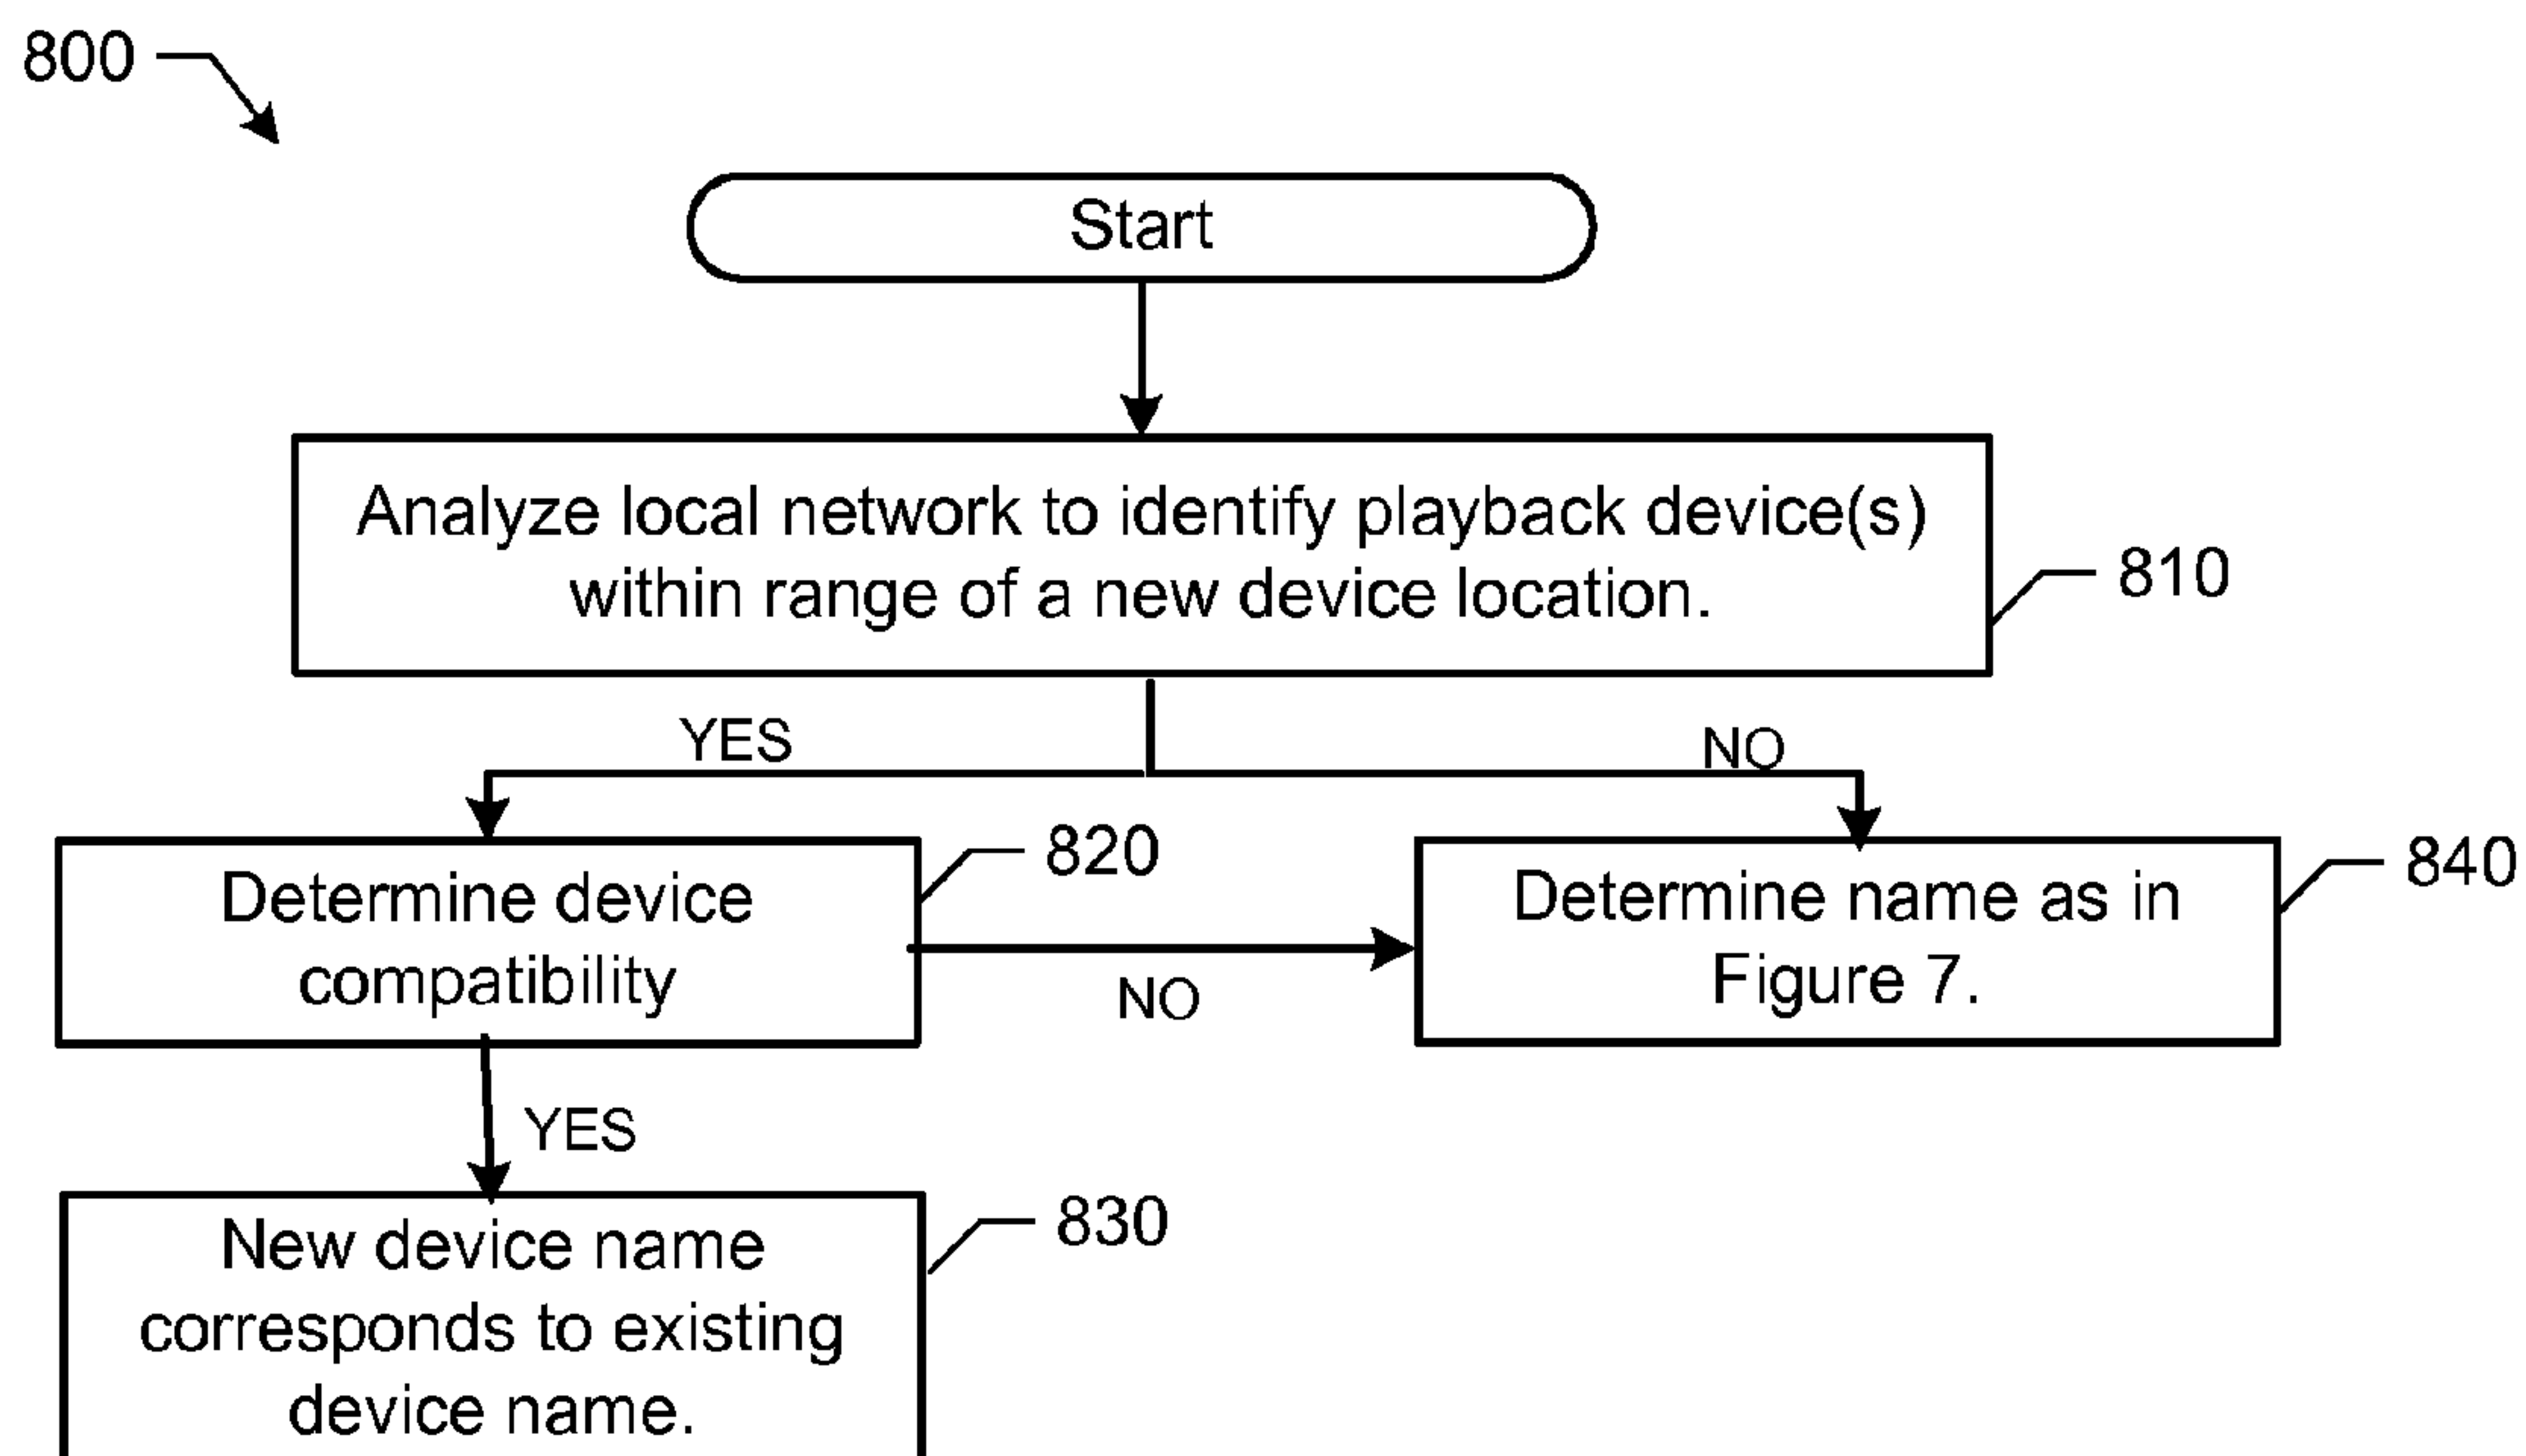 800
Start
Analyze local network to identify playback device(s)
within range of a new device location.
810
YES
NO
Determine device
compatibility
820
NO
Determine name as in
Figure 7.
840
YES
New device name
corresponds to existing
device name.
830